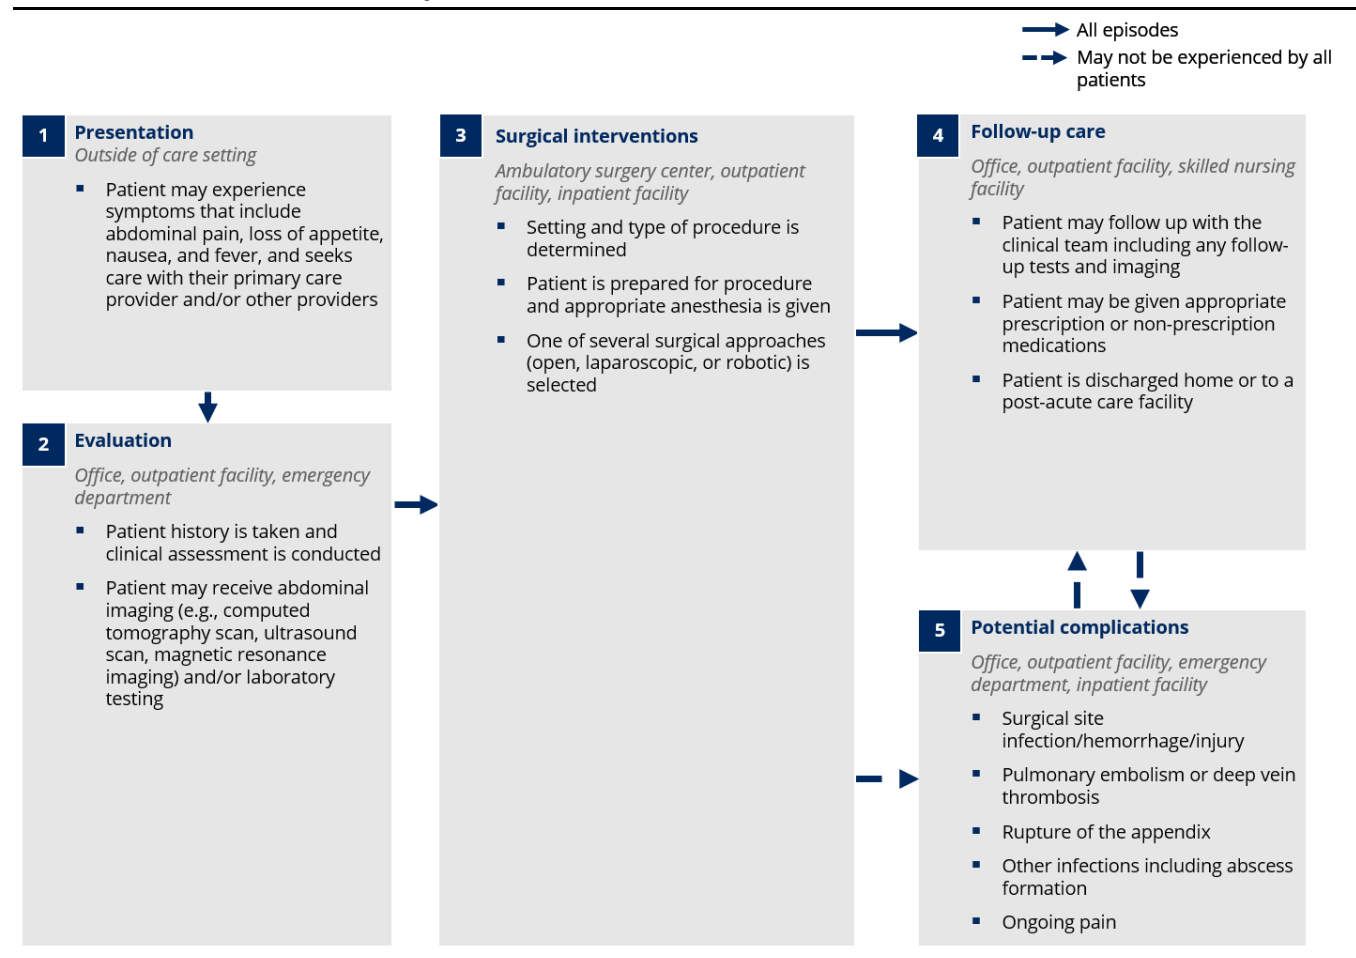 All episodes
May not be experienced by all
patients
1
Presentation
Outside of care setting
Patient may experience
symptoms that include
abdominal pain, loss of appetite,
nausea, and fever, and seeks
care with their primary care
provider and/or other providers
2
Evaluation
Office, outpatient facility, emergency
department
Patient history is taken and
clinical assessment is conducted
Patient may receive abdominal
imaging (e.g., computed
tomography scan, ultrasound
scan, magnetic resonance
imaging) and/or laboratory
testing
3
Surgical interventions
Ambulatory surgery center, outpatient
facility, inpatient facility
Setting and type of procedure is
determined
Patient is prepared for procedure
and appropriate anesthesia is given
One of several surgical approaches
(open, laparoscopic, or robotic) is
selected
4
Follow-up care
Office, outpatient facility, skilled nursing
facility
Patient may follow up with the
clinical team including any follow-
up tests and imaging
Patient may be given appropriate
prescription or non-prescription
medications
Patient is discharged home or to a
post-acute care facility
5
Potential complications
Office, outpatient facility, emergency
department, inpatient facility
Surgical site
infection/hemorrhage/injury
Pulmonary embolism or deep vein
thrombosis
Rupture of the appendix
Other infections including abscess
formation
Ongoing pain